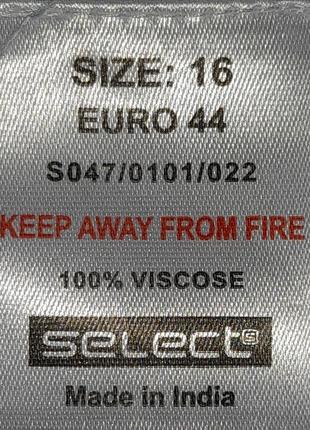 SIZE: 16
EURO 44
S047/0101/022
KEEP AWAY FROM FIRE
100% VISCOSE
select
Made in India